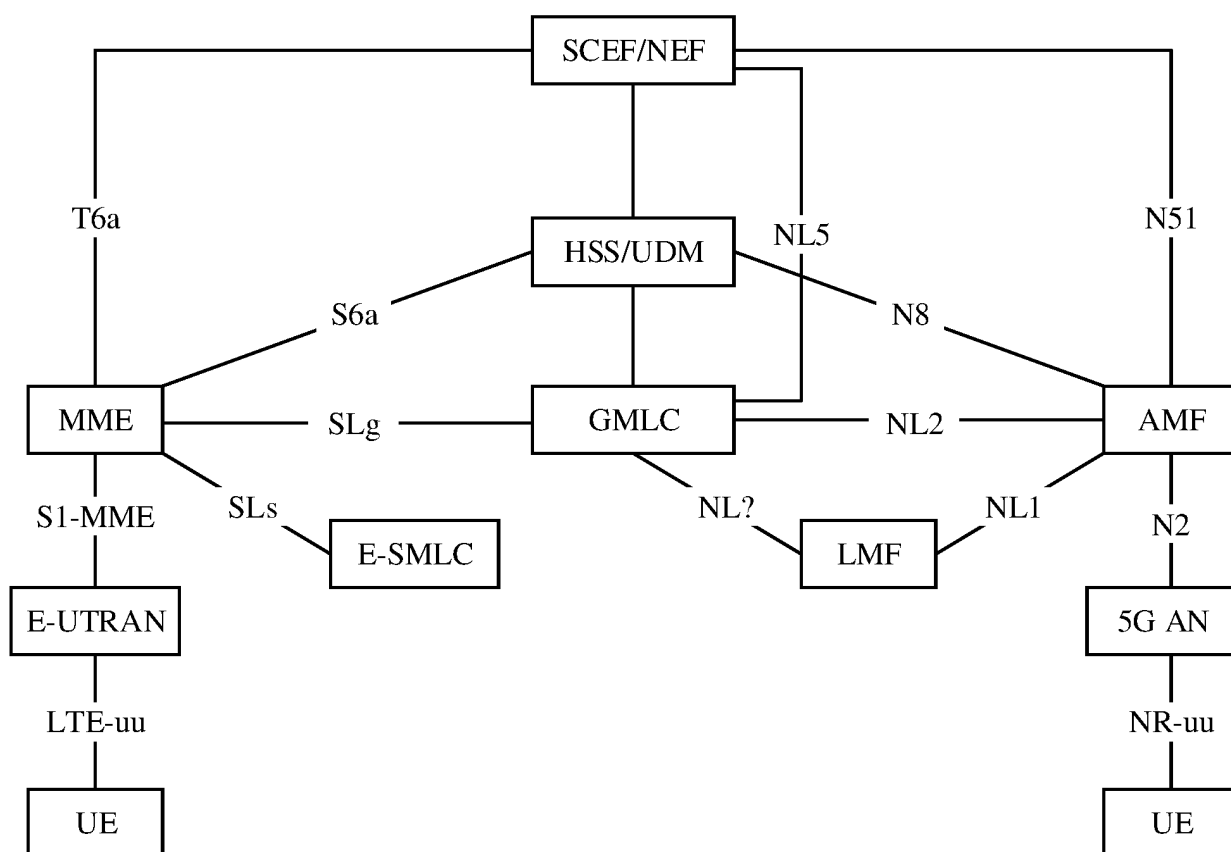 SCEF/NEF
T6a
NL5
N51
HSS/UDM
S6a
N8
MME
SLg
GMLC
NL2
AMF
S1-MME
SLs
NL?
NL1
N2
E-SMLC
LMF
E-UTRAN
5G AN
LTE-uu
NR-uu
UE
UE